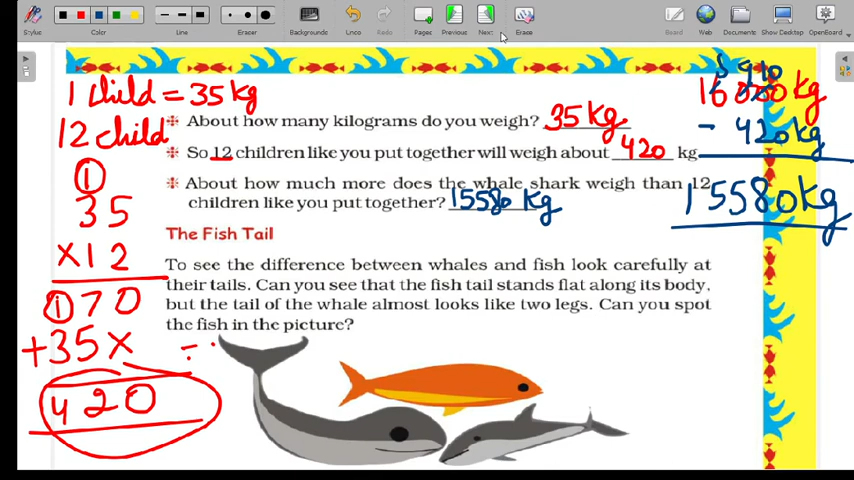 Stylus Color Line Eraser Backgrounds Undo Redo Pages Previous Next Erase Board Web Documents Show Desktop OpenBoard
1 child = 35 kg
12 child
1
35
×12
170
+35×
420
÷
About how many kilograms do you weigh? 35 kg
So 12 children like you put together will weigh about 420 kg
About how much more does the whale shark weigh than 12
children like you put together? 15580 kg
The Fish Tail
To see the difference between whales and fish look carefully at
their tails. Can you see that the fish tail stands flat along its body,
but the tail of the whale almost looks like two legs. Can you spot
the fish in the picture?
5 9 10
16000 kg
- 420 kg
15580 kg